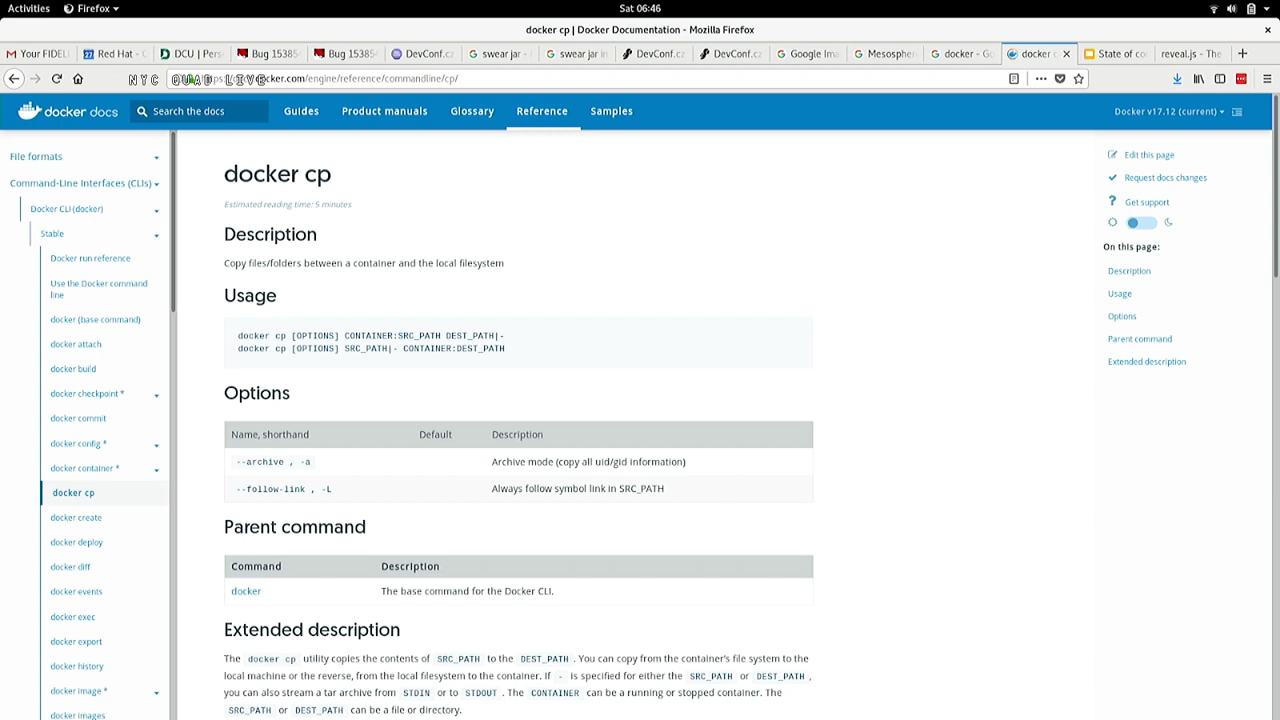 Activities Firefox Sat 06:46
docker cp | Docker Documentation - Mozilla Firefox
Your FIDEL Red Hat - C DCU | Pers Bug 15385 Bug 1538 DevConf.cz swear jar - swear jar in DevConf.c DevConf.cz Google Ima Mesospher docker - Go docker c State of co reveal.js - The
NYC QUAD LIVE docker.com/engine/reference/commandline/cp/
docker docs Search the docs Guides Product manuals Glossary Reference Samples Docker v17.12 (current)
File formats
Command-Line Interfaces (CLIs)
Docker CLI (docker)
Stable
Docker run reference
Use the Docker command
line
docker (base command)
docker attach
docker build
docker checkpoint *
docker commit
docker config *
docker container *
docker cp
docker create
docker deploy
docker diff
docker events
docker exec
docker export
docker history
docker image *
docker images
docker cp
Estimated reading time: 5 minutes
Description
Copy files/folders between a container and the local filesystem
Usage
docker cp [OPTIONS] CONTAINER:SRC_PATH DEST_PATH|-
docker cp [OPTIONS] SRC_PATH|- CONTAINER:DEST_PATH
Options
Name, shorthand Default Description
--archive , -a Archive mode (copy all uid/gid information)
--follow-link , -L Always follow symbol link in SRC_PATH
Parent command
Command Description
docker The base command for the Docker CLI.
Extended description
The docker cp utility copies the contents of SRC_PATH to the DEST_PATH . You can copy from the container's file system to the
local machine or the reverse, from the local filesystem to the container. If - is specified for either the SRC_PATH or DEST_PATH ,
you can also stream a tar archive from STDIN or to STDOUT . The CONTAINER can be a running or stopped container. The
SRC_PATH or DEST_PATH can be a file or directory.
Edit this page
Request docs changes
Get support
On this page:
Description
Usage
Options
Parent command
Extended description